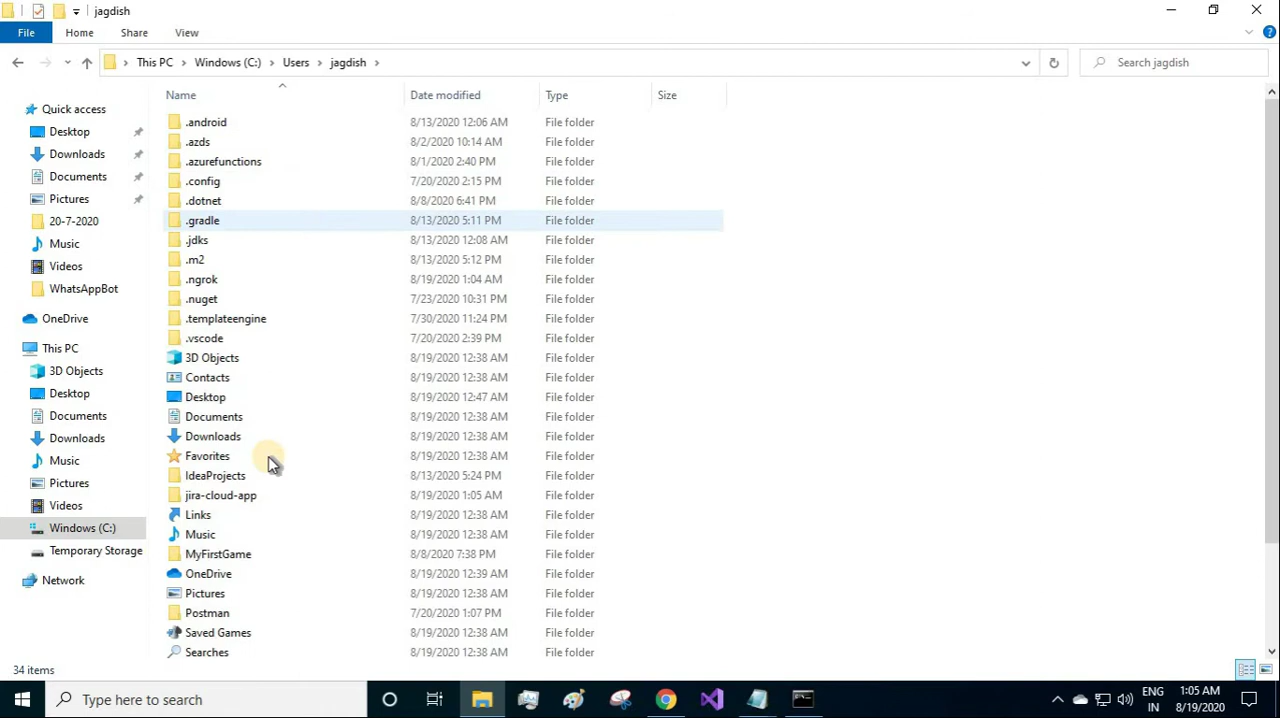 jagdish
File Home Share View
This PC Windows (C:) Users jagdish Search jagdish
Name Date modified Type Size
Quick access
Desktop
Downloads
Documents
Pictures
20-7-2020
Music
Videos
WhatsAppBot
OneDrive
This PC
3D Objects
Desktop
Documents
Downloads
Music
Pictures
Videos
Windows (C:)
Temporary Storage
Network
.android 8/13/2020 12:06 AM File folder
.azds 8/2/2020 10:14 AM File folder
.azurefunctions 8/1/2020 2:40 PM File folder
.config 7/20/2020 2:15 PM File folder
.dotnet 8/8/2020 6:41 PM File folder
.gradle 8/13/2020 5:11 PM File folder
.jdks 8/13/2020 12:08 AM File folder
.m2 8/13/2020 5:12 PM File folder
.ngrok 8/19/2020 1:04 AM File folder
.nuget 7/23/2020 10:31 PM File folder
.templateengine 7/30/2020 11:24 PM File folder
.vscode 7/20/2020 2:39 PM File folder
3D Objects 8/19/2020 12:38 AM File folder
Contacts 8/19/2020 12:38 AM File folder
Desktop 8/19/2020 12:47 AM File folder
Documents 8/19/2020 12:38 AM File folder
Downloads 8/19/2020 12:38 AM File folder
Favorites 8/19/2020 12:38 AM File folder
IdeaProjects 8/13/2020 5:24 PM File folder
jira-cloud-app 8/19/2020 1:05 AM File folder
Links 8/19/2020 12:38 AM File folder
Music 8/19/2020 12:38 AM File folder
MyFirstGame 8/8/2020 7:38 PM File folder
OneDrive 8/19/2020 12:39 AM File folder
Pictures 8/19/2020 12:38 AM File folder
Postman 7/20/2020 1:07 PM File folder
Saved Games 8/19/2020 12:38 AM File folder
Searches 8/19/2020 12:38 AM File folder
34 items
Type here to search
ENG 1:05 AM
IN 8/19/2020